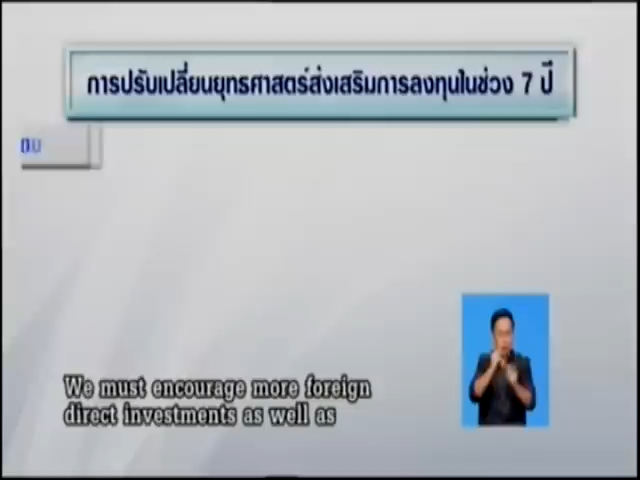 การปรับเปลี่ยนยุทธศาสตร์ส่งเสริมการลงทุนในช่วง 7 ปี
We must encourage more foreign
direct investments as well as